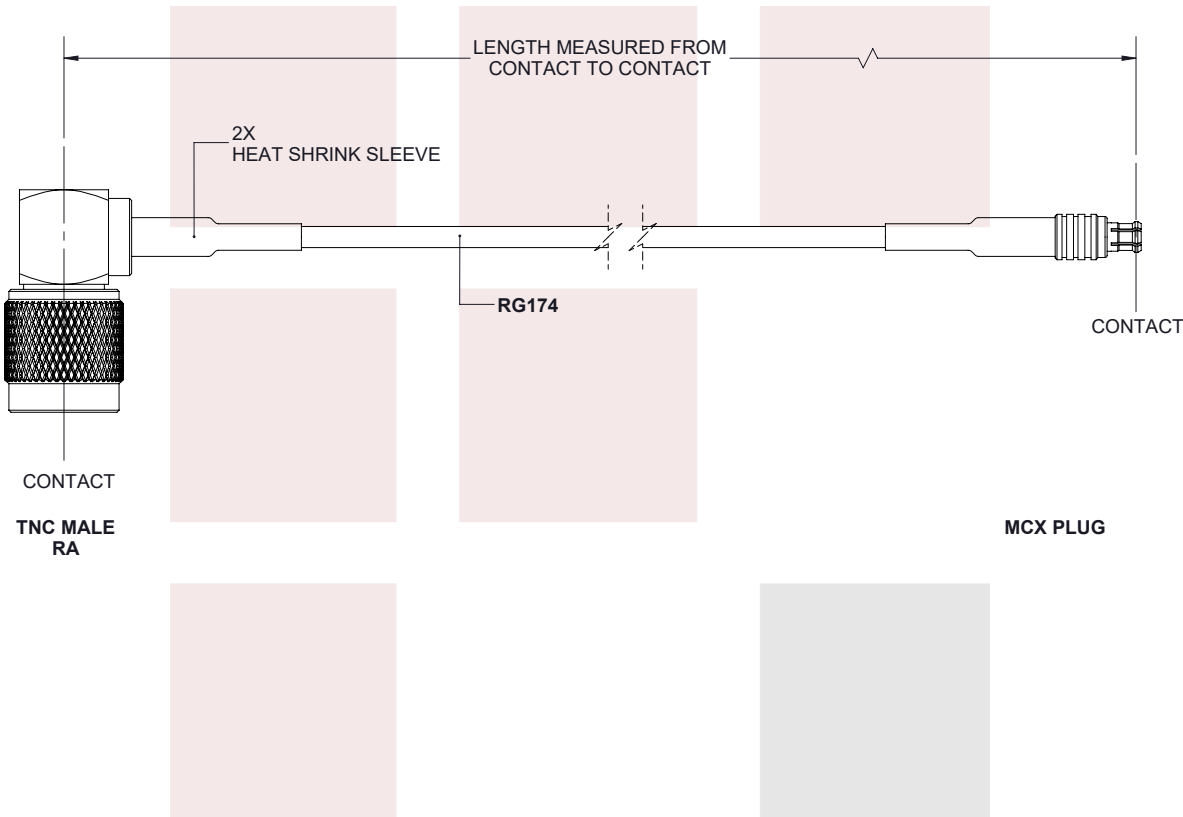 LENGTH MEASURED FROM
CONTACT TO CONTACT
2X
HEAT SHRINK SLEEVE
RG174
CONTACT
CONTACT
TNC MALE
RA
MCX PLUG